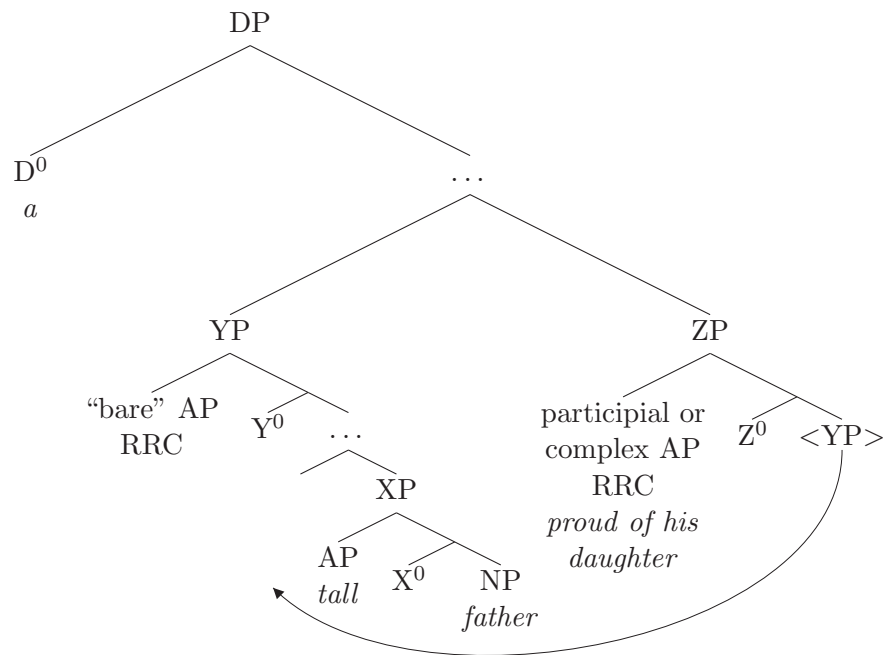 DP
D⁰
a
. . .
YP
ZP
“bare” AP
RRC
Y⁰
. . .
participial or
complex AP
RRC
proud of his
daughter
Z⁰
<YP>
XP
AP
tall
X⁰
NP
father